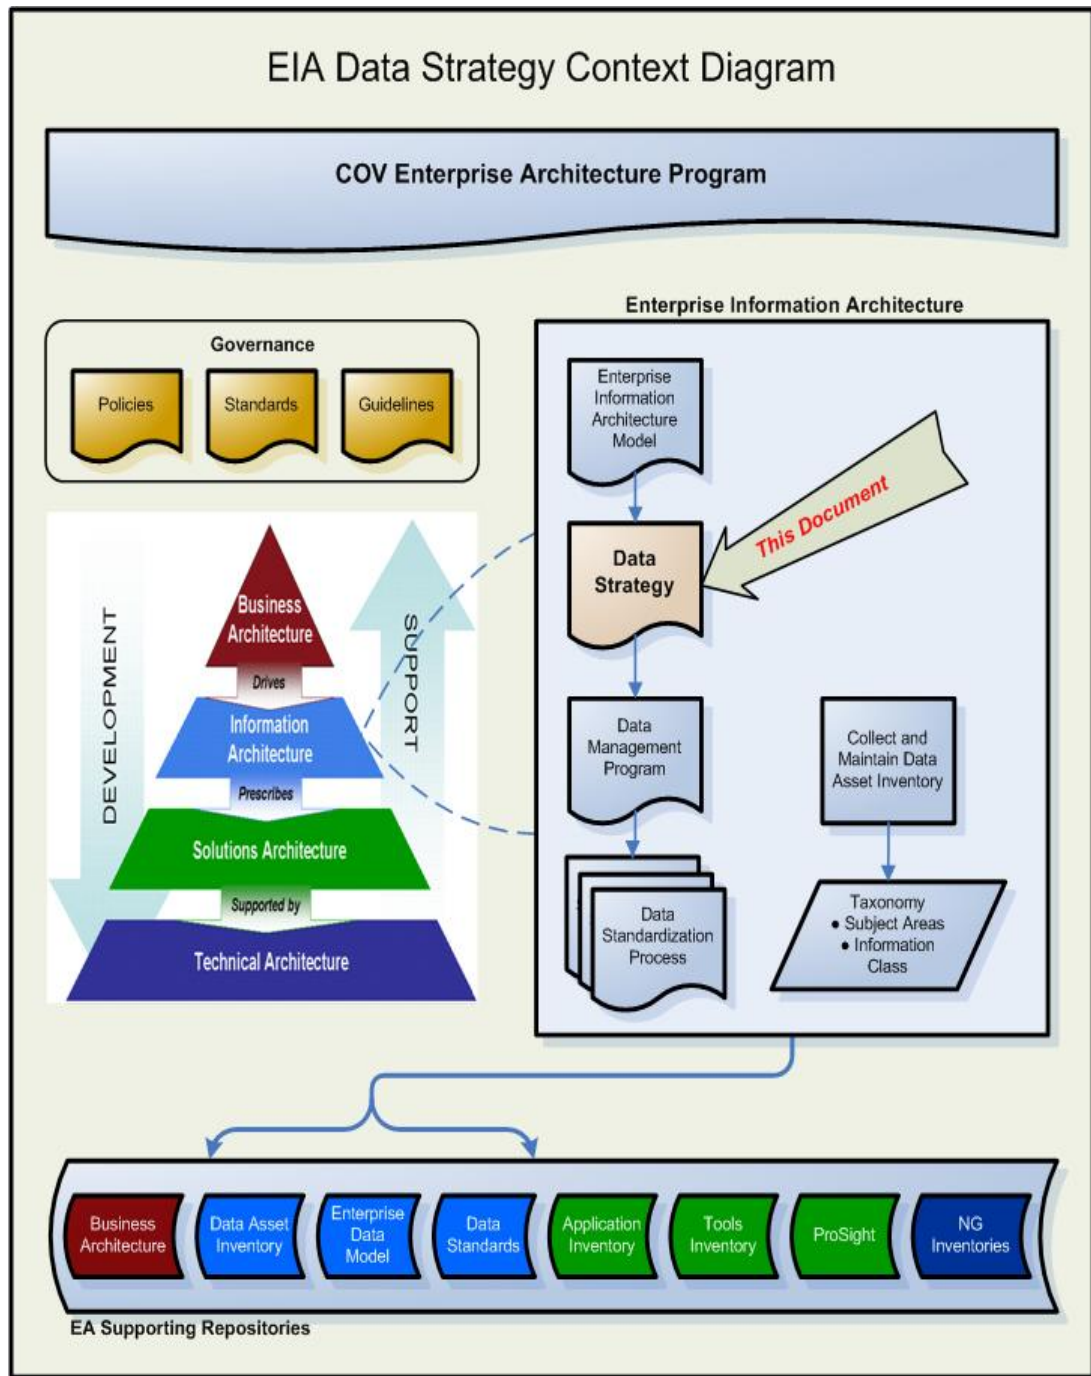 EIA Data Strategy Context Diagram
COV Enterprise Architecture Program
Governance
Policies
Standards
Guidelines
Enterprise Information Architecture
Enterprise
Information
Architecture
Model
This Document
Data
Strategy
Data
Management
Program
Collect and
Maintain Data
Asset Inventory
Data
Standardization
Process
Taxonomy
● Subject Areas
● Information
Class
DEVELOPMENT
SUPPORT
Business
Architecture
Drives
Information
Architecture
Prescribes
Solutions Architecture
Supported by
Technical Architecture
Business
Architecture
Data Asset
Inventory
Enterprise
Data
Model
Data
Standards
Application
Inventory
Tools
Inventory
ProSight
NG
Inventories
EA Supporting Repositories